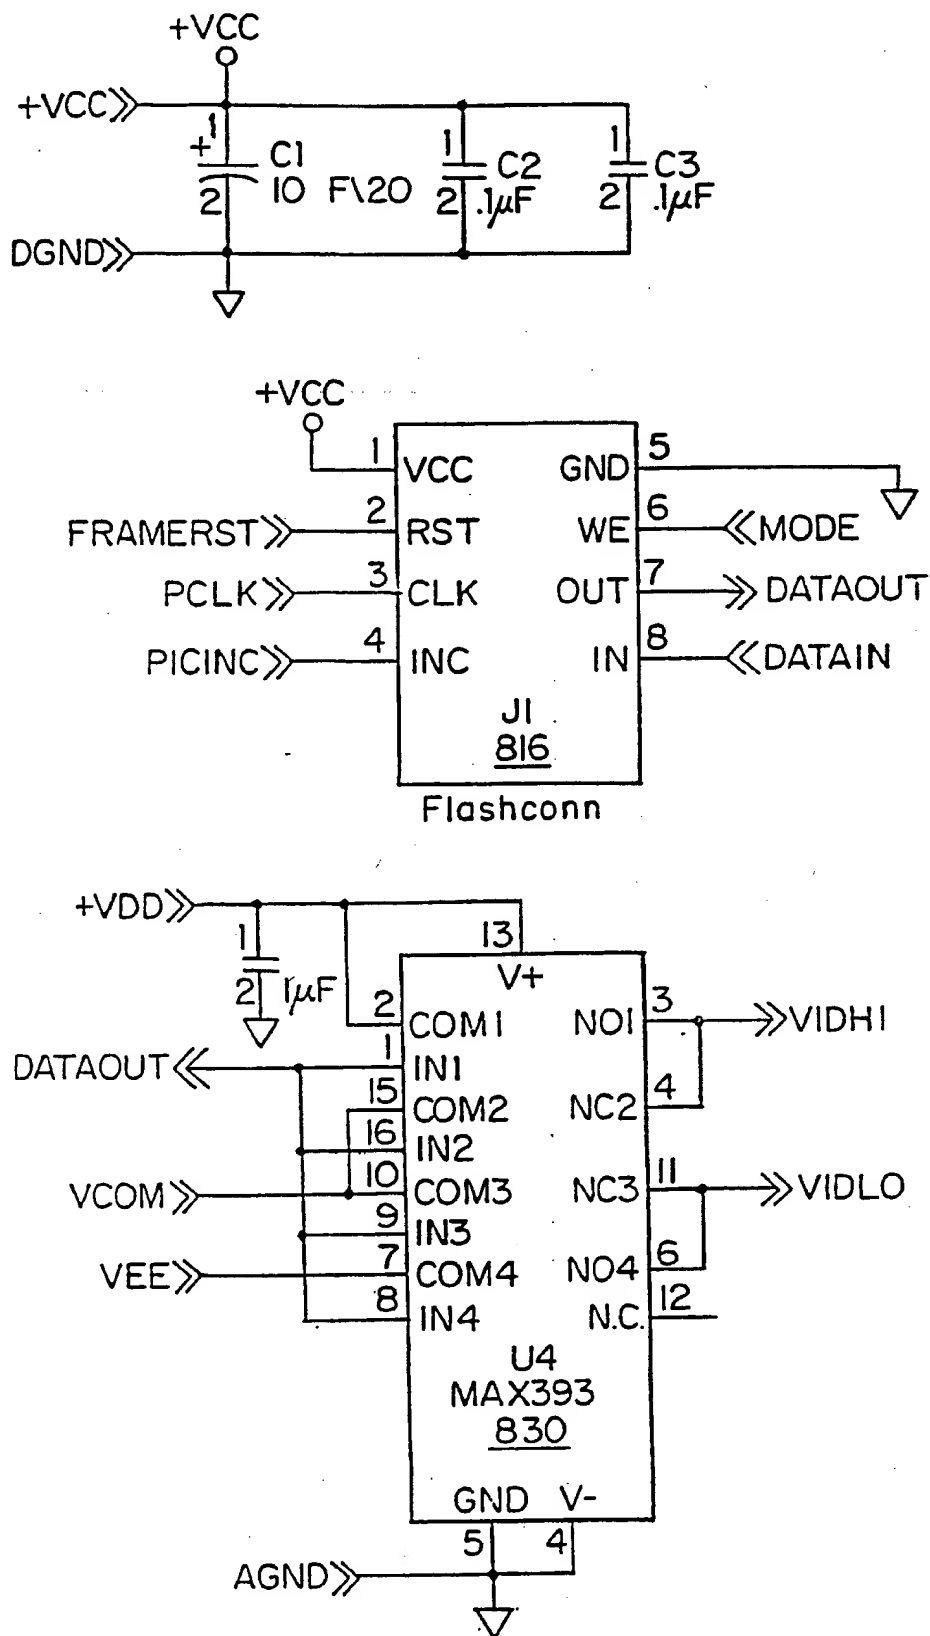 +VCC
+VCC
1
+
C1
10 F\20
2
1
C2
.1µF
2
1
C3
.1µF
2
DGND
+VCC
1 VCC
FRAMERST 2 RST
PCLK 3 CLK
PICINC 4 INC
GND 5
WE 6 MODE
OUT 7 DATAOUT
IN 8 DATAIN
J1
816
Flashconn
+VDD
1
2 1µF
13
V+
2 COM1
DATAOUT 1 IN1
15 COM2
16 IN2
VCOM 10 COM3
9 IN3
VEE 7 COM4
8 IN4
NO1 3 VIDHI
NC2 4
NC3 11 VIDLO
NO4 6
N.C. 12
U4
MAX393
830
GND V-
5 4
AGND